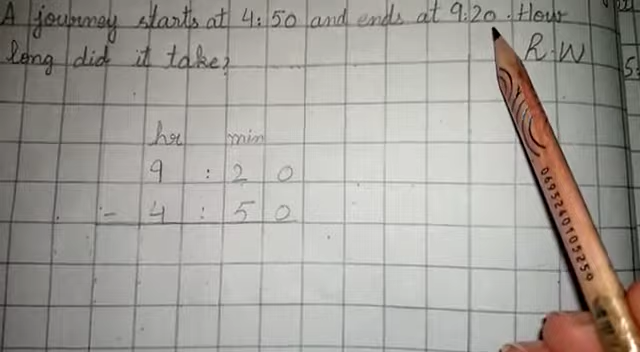 A journey starts at 4:50 and ends at 9:20. How
long did it take?
R.W
hr min
9 : 2 0
- 4 : 5 0
0695260105250